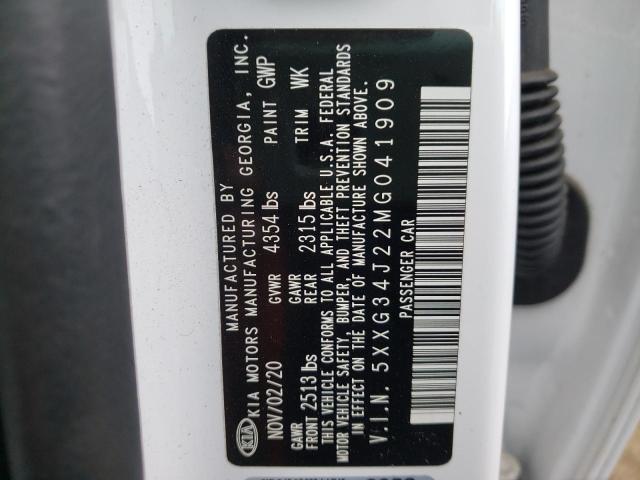 MANUFACTURED BY
KIA KIA MOTORS MANUFACTURING GEORGIA, INC.
NOV/02/20 GVWR 4354 lbs PAINT GWP
GAWR FRONT 2513 lbs GAWR REAR 2315 lbs TRIM WK
THIS VEHICLE CONFORMS TO ALL APPLICABLE U.S.A. FEDERAL
MOTOR VEHICLE SAFETY, BUMPER, AND THEFT PREVENTION STANDARDS
IN EFFECT ON THE DATE OF MANUFACTURE SHOWN ABOVE.
V.I.N. 5XXG34J22MG041909
PASSENGER CAR